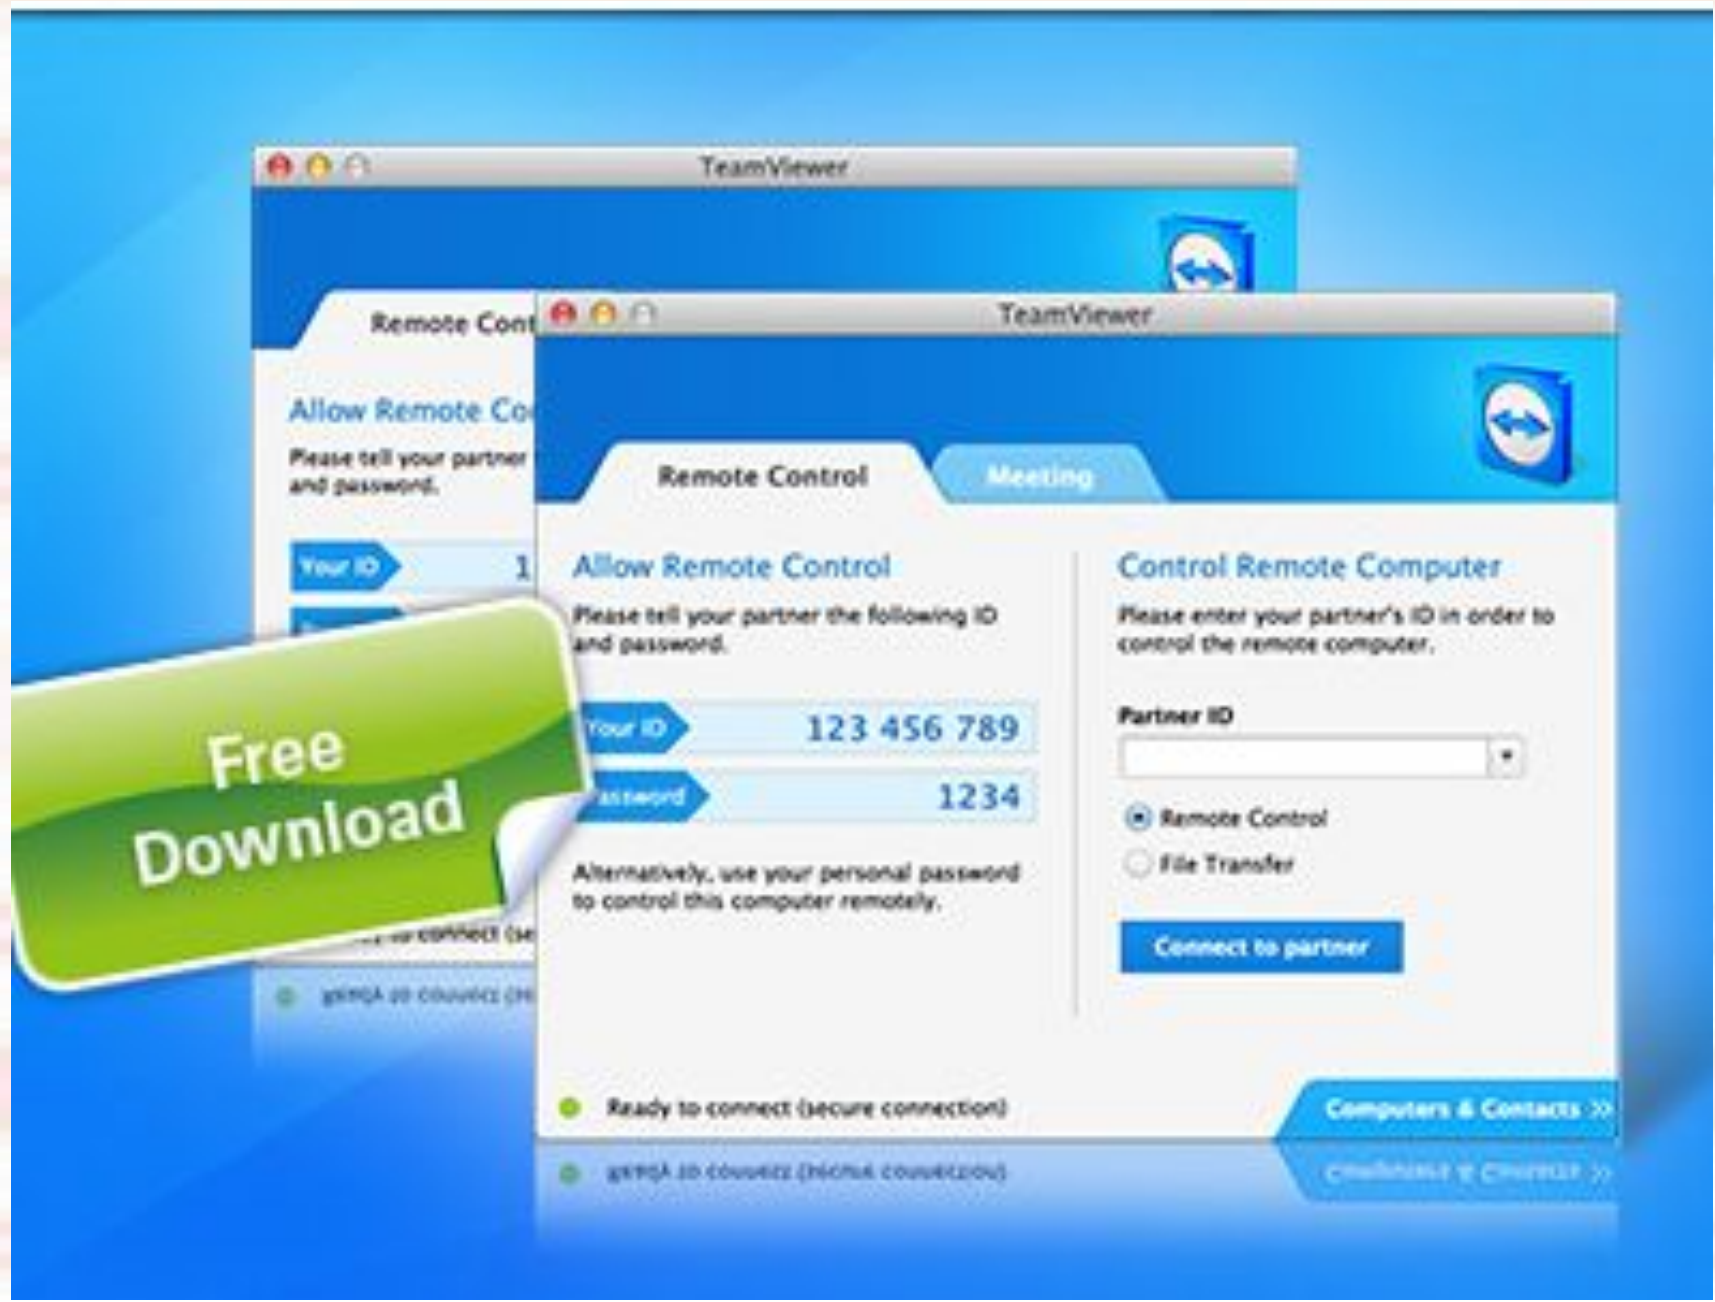 TeamViewer
Remote Cont
Allow Remote Co
Please tell your partner
and password.
Your ID 1
to connect (se
TeamViewer
Remote Control
Meeting
Allow Remote Control
Please tell your partner the following ID
and password.
Your ID 123 456 789
Password 1234
Alternatively, use your personal password
to control this computer remotely.
Control Remote Computer
Please enter your partner's ID in order to
control the remote computer.
Partner ID
Remote Control
File Transfer
Connect to partner
Ready to connect (secure connection)
Computers & Contacts >>
Free
Download